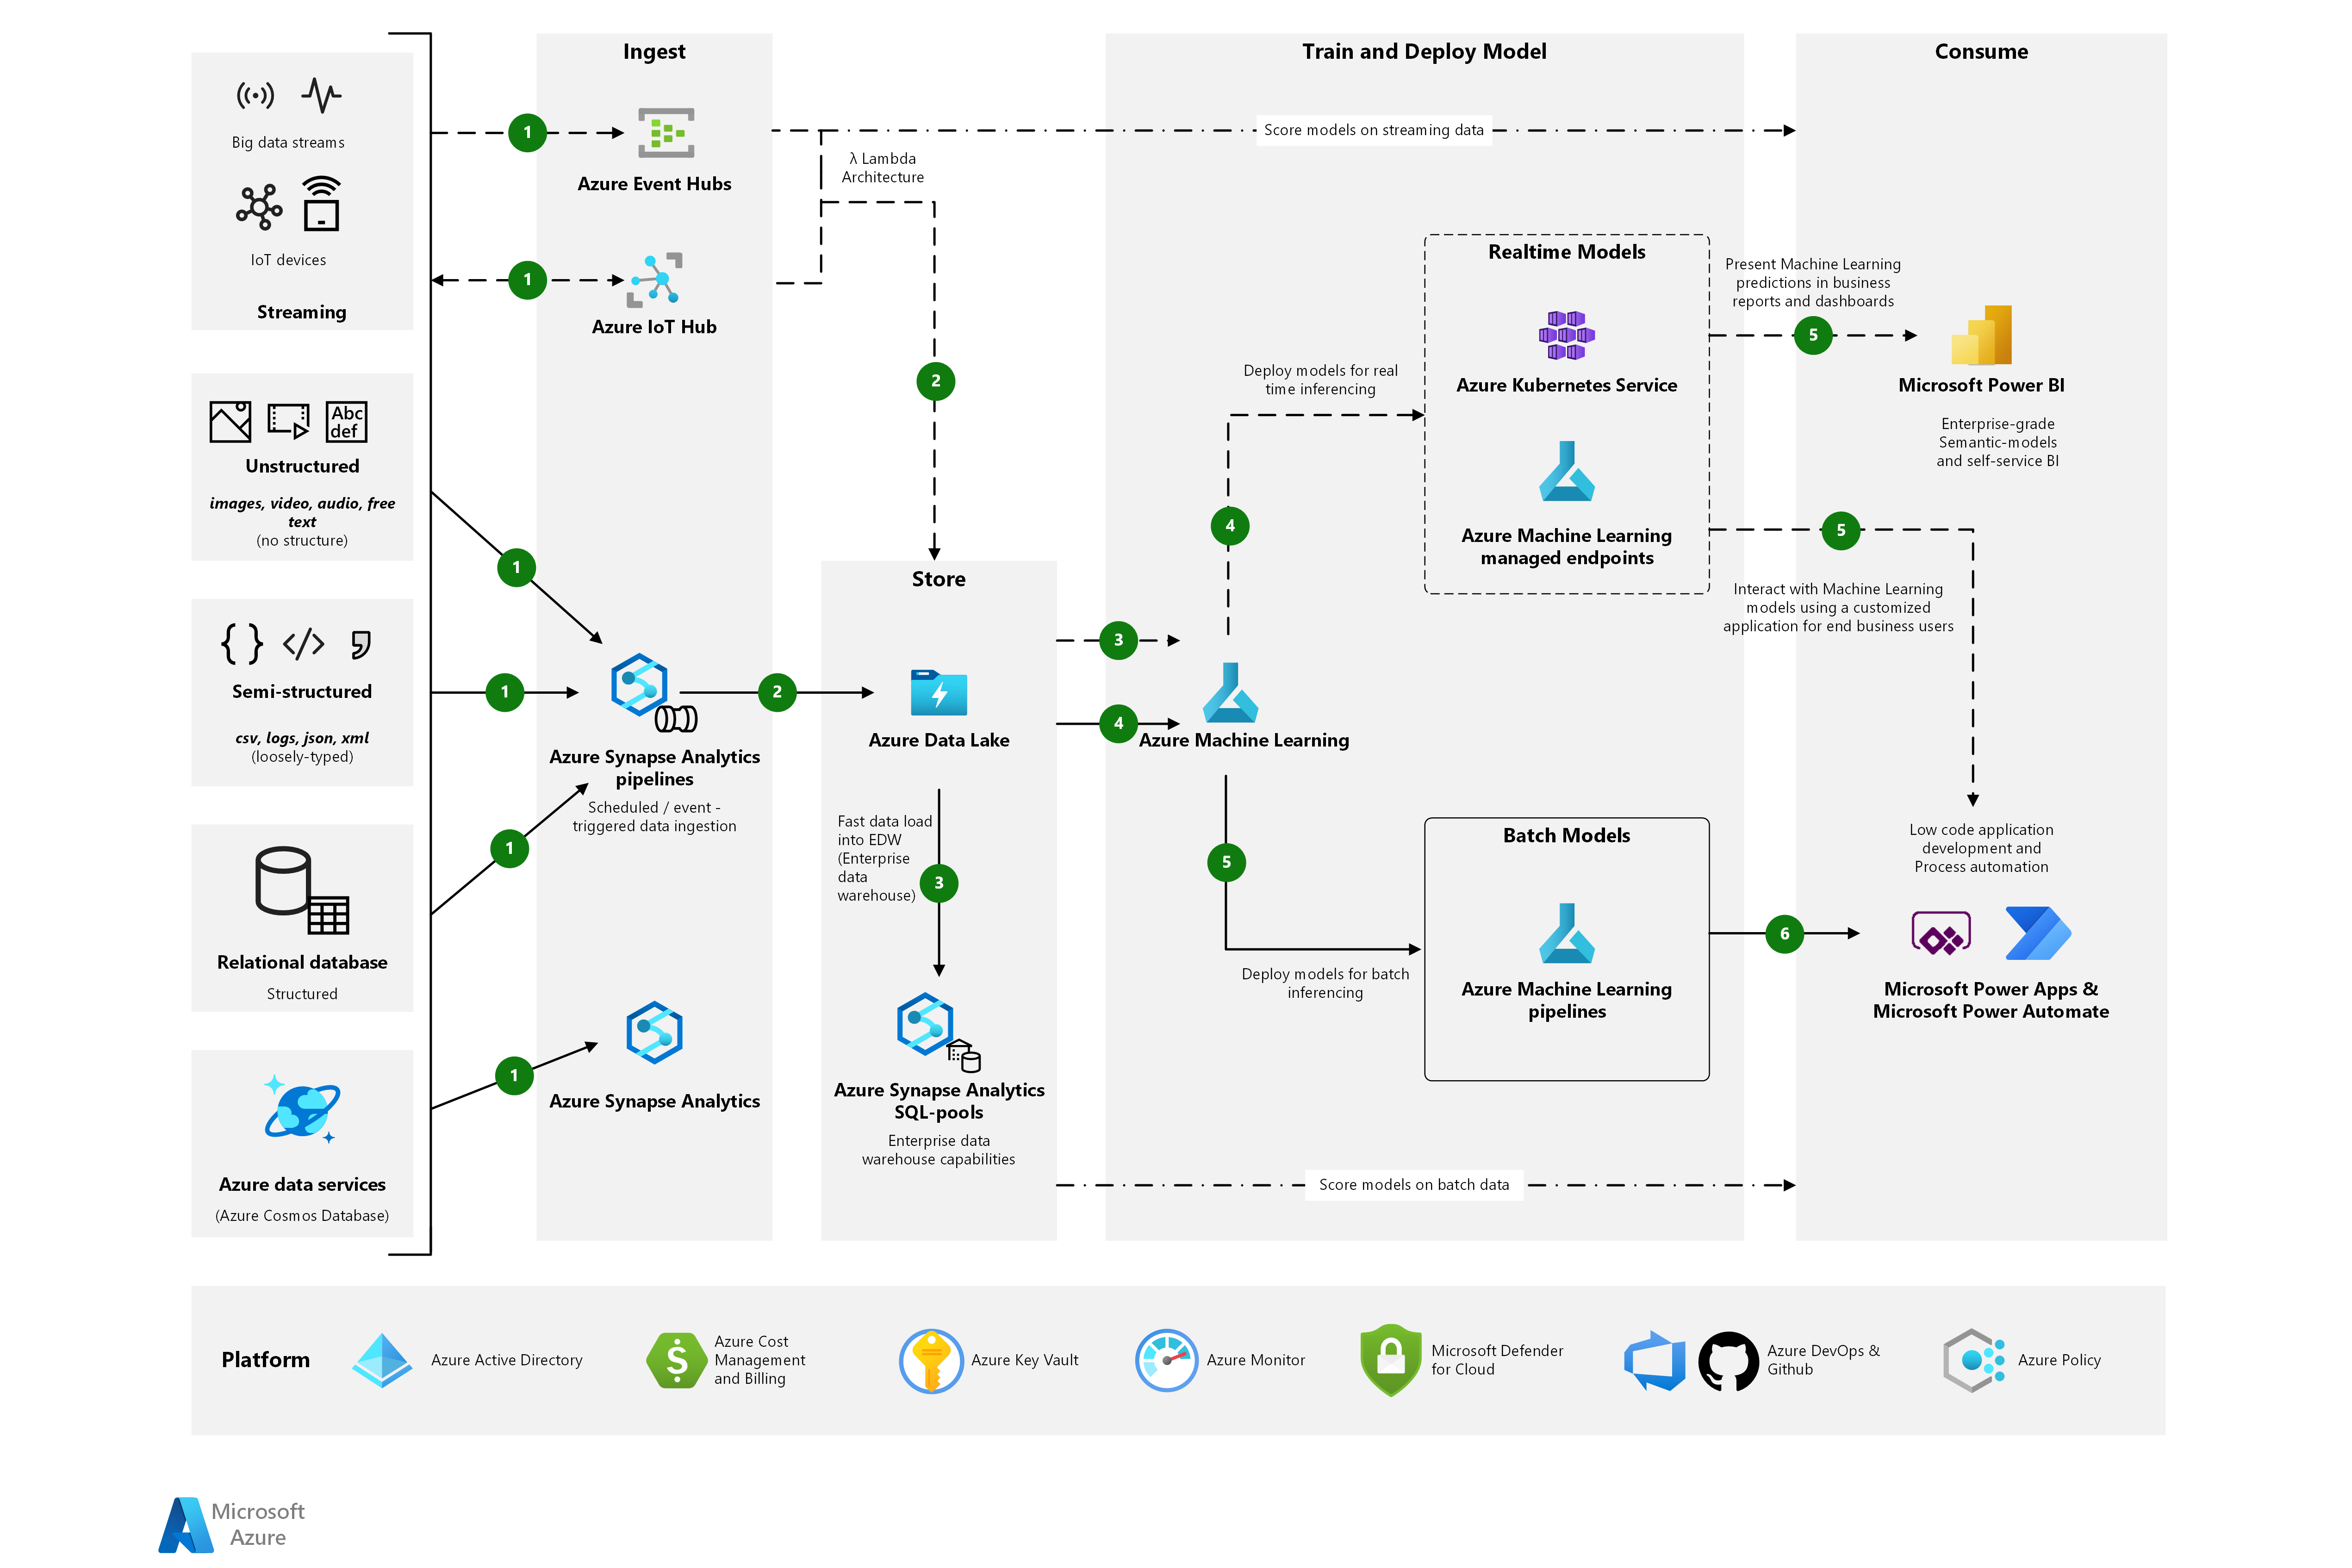 Big data streams
IoT devices
Streaming
Abc
def
Unstructured
images, video, audio, free
text
(no structure)
Semi-structured
csv, logs, json, xml
(loosely-typed)
Relational database
Structured
Azure data services
(Azure Cosmos Database)
1
1
1
1
1
1
Ingest
Azure Event Hubs
Azure IoT Hub
Azure Synapse Analytics
pipelines
Scheduled / event -
triggered data ingestion
Azure Synapse Analytics
λ Lambda
Architecture
2
2
Store
Azure Data Lake
Fast data load
into EDW
(Enterprise
data
warehouse)
3
Azure Synapse Analytics
SQL-pools
Enterprise data
warehouse capabilities
3
4
Train and Deploy Model
Score models on streaming data
Azure Machine Learning
4
Deploy models for real
time inferencing
Realtime Models
Azure Kubernetes Service
Azure Machine Learning
managed endpoints
5
Deploy models for batch
inferencing
Batch Models
Azure Machine Learning
pipelines
Score models on batch data
Consume
Present Machine Learning
predictions in business
reports and dashboards
5
Microsoft Power BI
Enterprise-grade
Semantic-models
and self-service BI
5
Interact with Machine Learning
models using a customized
application for end business users
Low code application
development and
Process automation
6
Microsoft Power Apps &
Microsoft Power Automate
Platform
Azure Active Directory
$
Azure Cost
Management
and Billing
Azure Key Vault
Azure Monitor
Microsoft Defender
for Cloud
Azure DevOps &
Github
Azure Policy
Microsoft
Azure